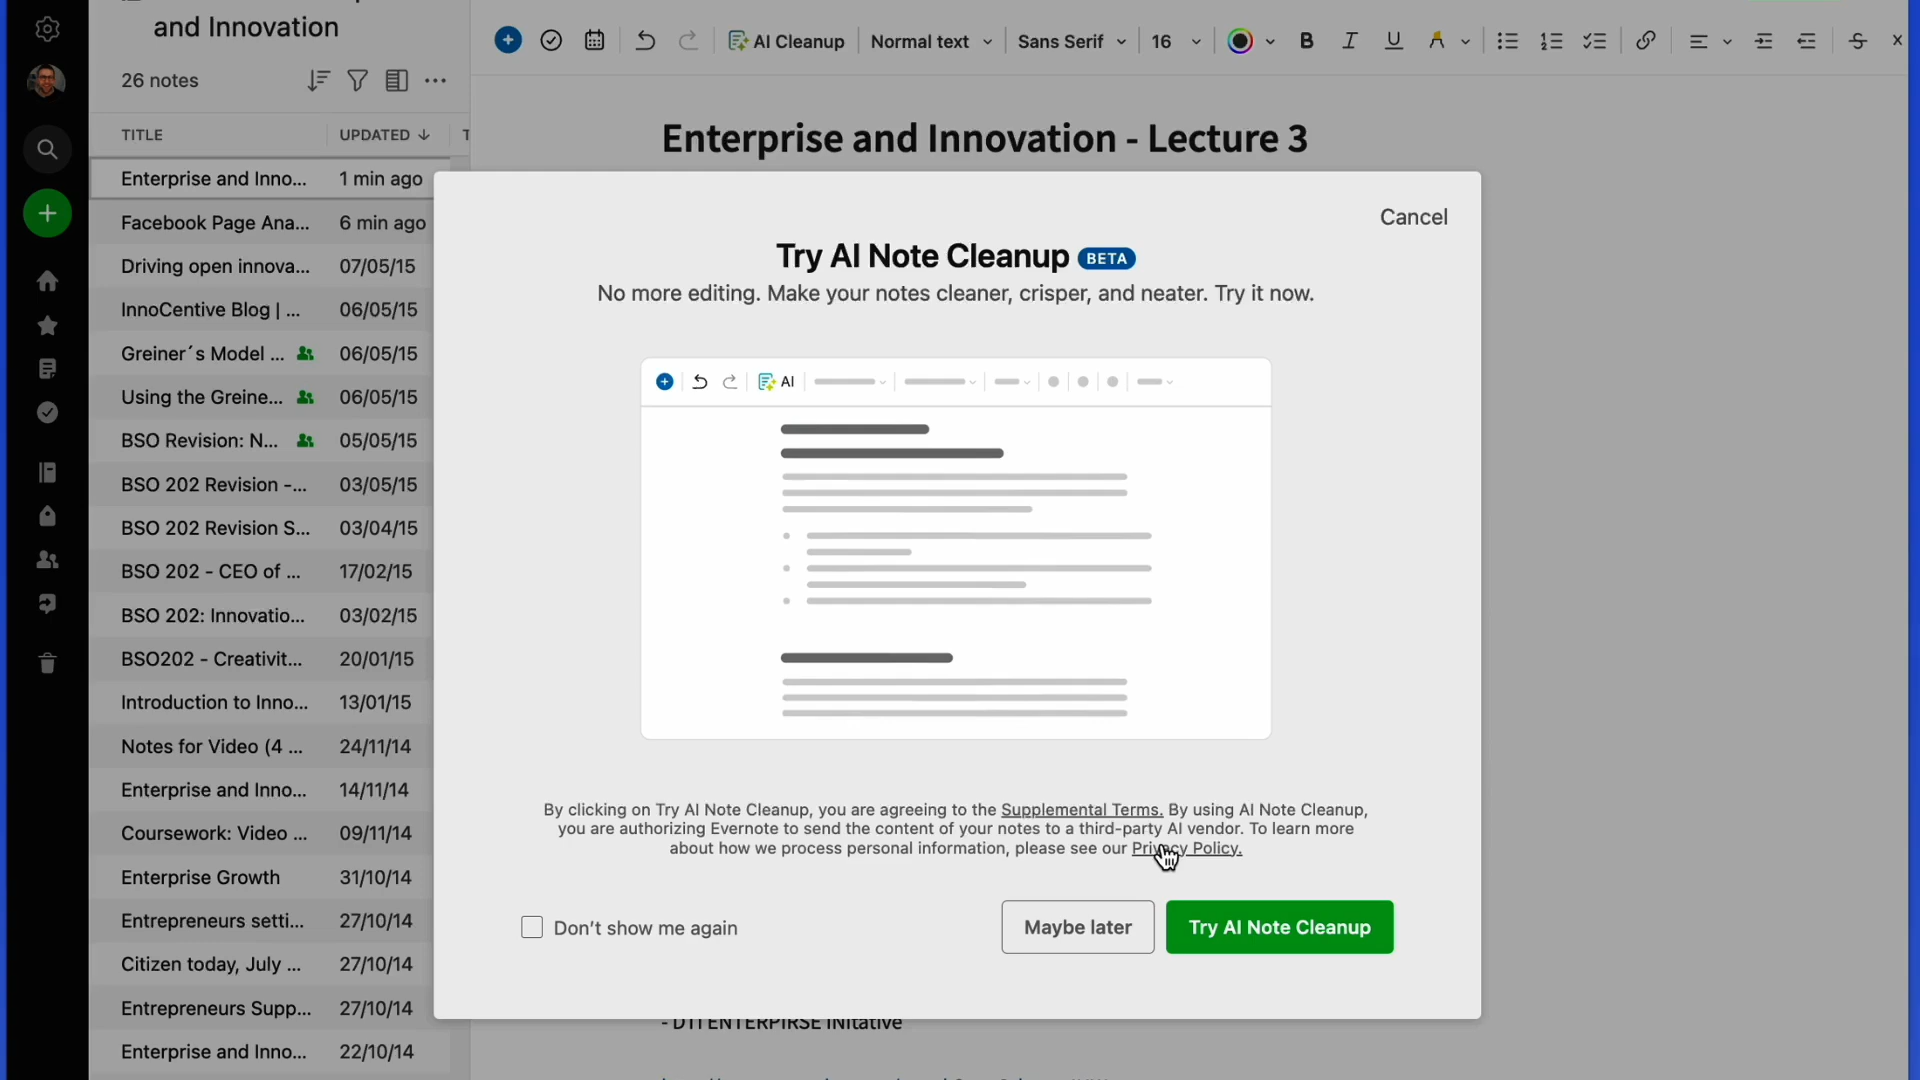 and Innovation
26 notes
TITLE
UPDATED
Enterprise and Inno... 1 min ago
Facebook Page Ana... 6 min ago
Driving open innova... 07/05/15
InnoCentive Blog | ... 06/05/15
Greiner´s Model ... 06/05/15
Using the Greine... 06/05/15
BSO Revision: N... 05/05/15
BSO 202 Revision -... 03/05/15
BSO 202 Revision S... 03/04/15
BSO 202 - CEO of ... 17/02/15
BSO 202: Innovatio... 03/02/15
BSO202 - Creativit... 20/01/15
Introduction to Inno... 13/01/15
Notes for Video (4 ... 24/11/14
Enterprise and Inno... 14/11/14
Coursework: Video ... 09/11/14
Enterprise Growth 31/10/14
Entrepreneurs setti... 27/10/14
Citizen today, July ... 27/10/14
Entrepreneurs Supp... 27/10/14
Enterprise and Inno... 22/10/14
AI Cleanup Normal text Sans Serif 16 B I U
Enterprise and Innovation - Lecture 3
Cancel
Try AI Note Cleanup BETA
No more editing. Make your notes cleaner, crisper, and neater. Try it now.
AI
By clicking on Try AI Note Cleanup, you are agreeing to the Supplemental Terms. By using AI Note Cleanup,
you are authorizing Evernote to send the content of your notes to a third-party AI vendor. To learn more
about how we process personal information, please see our Privacy Policy.
Don't show me again
Maybe later
Try AI Note Cleanup
- DTI ENTERPIRSE INItative